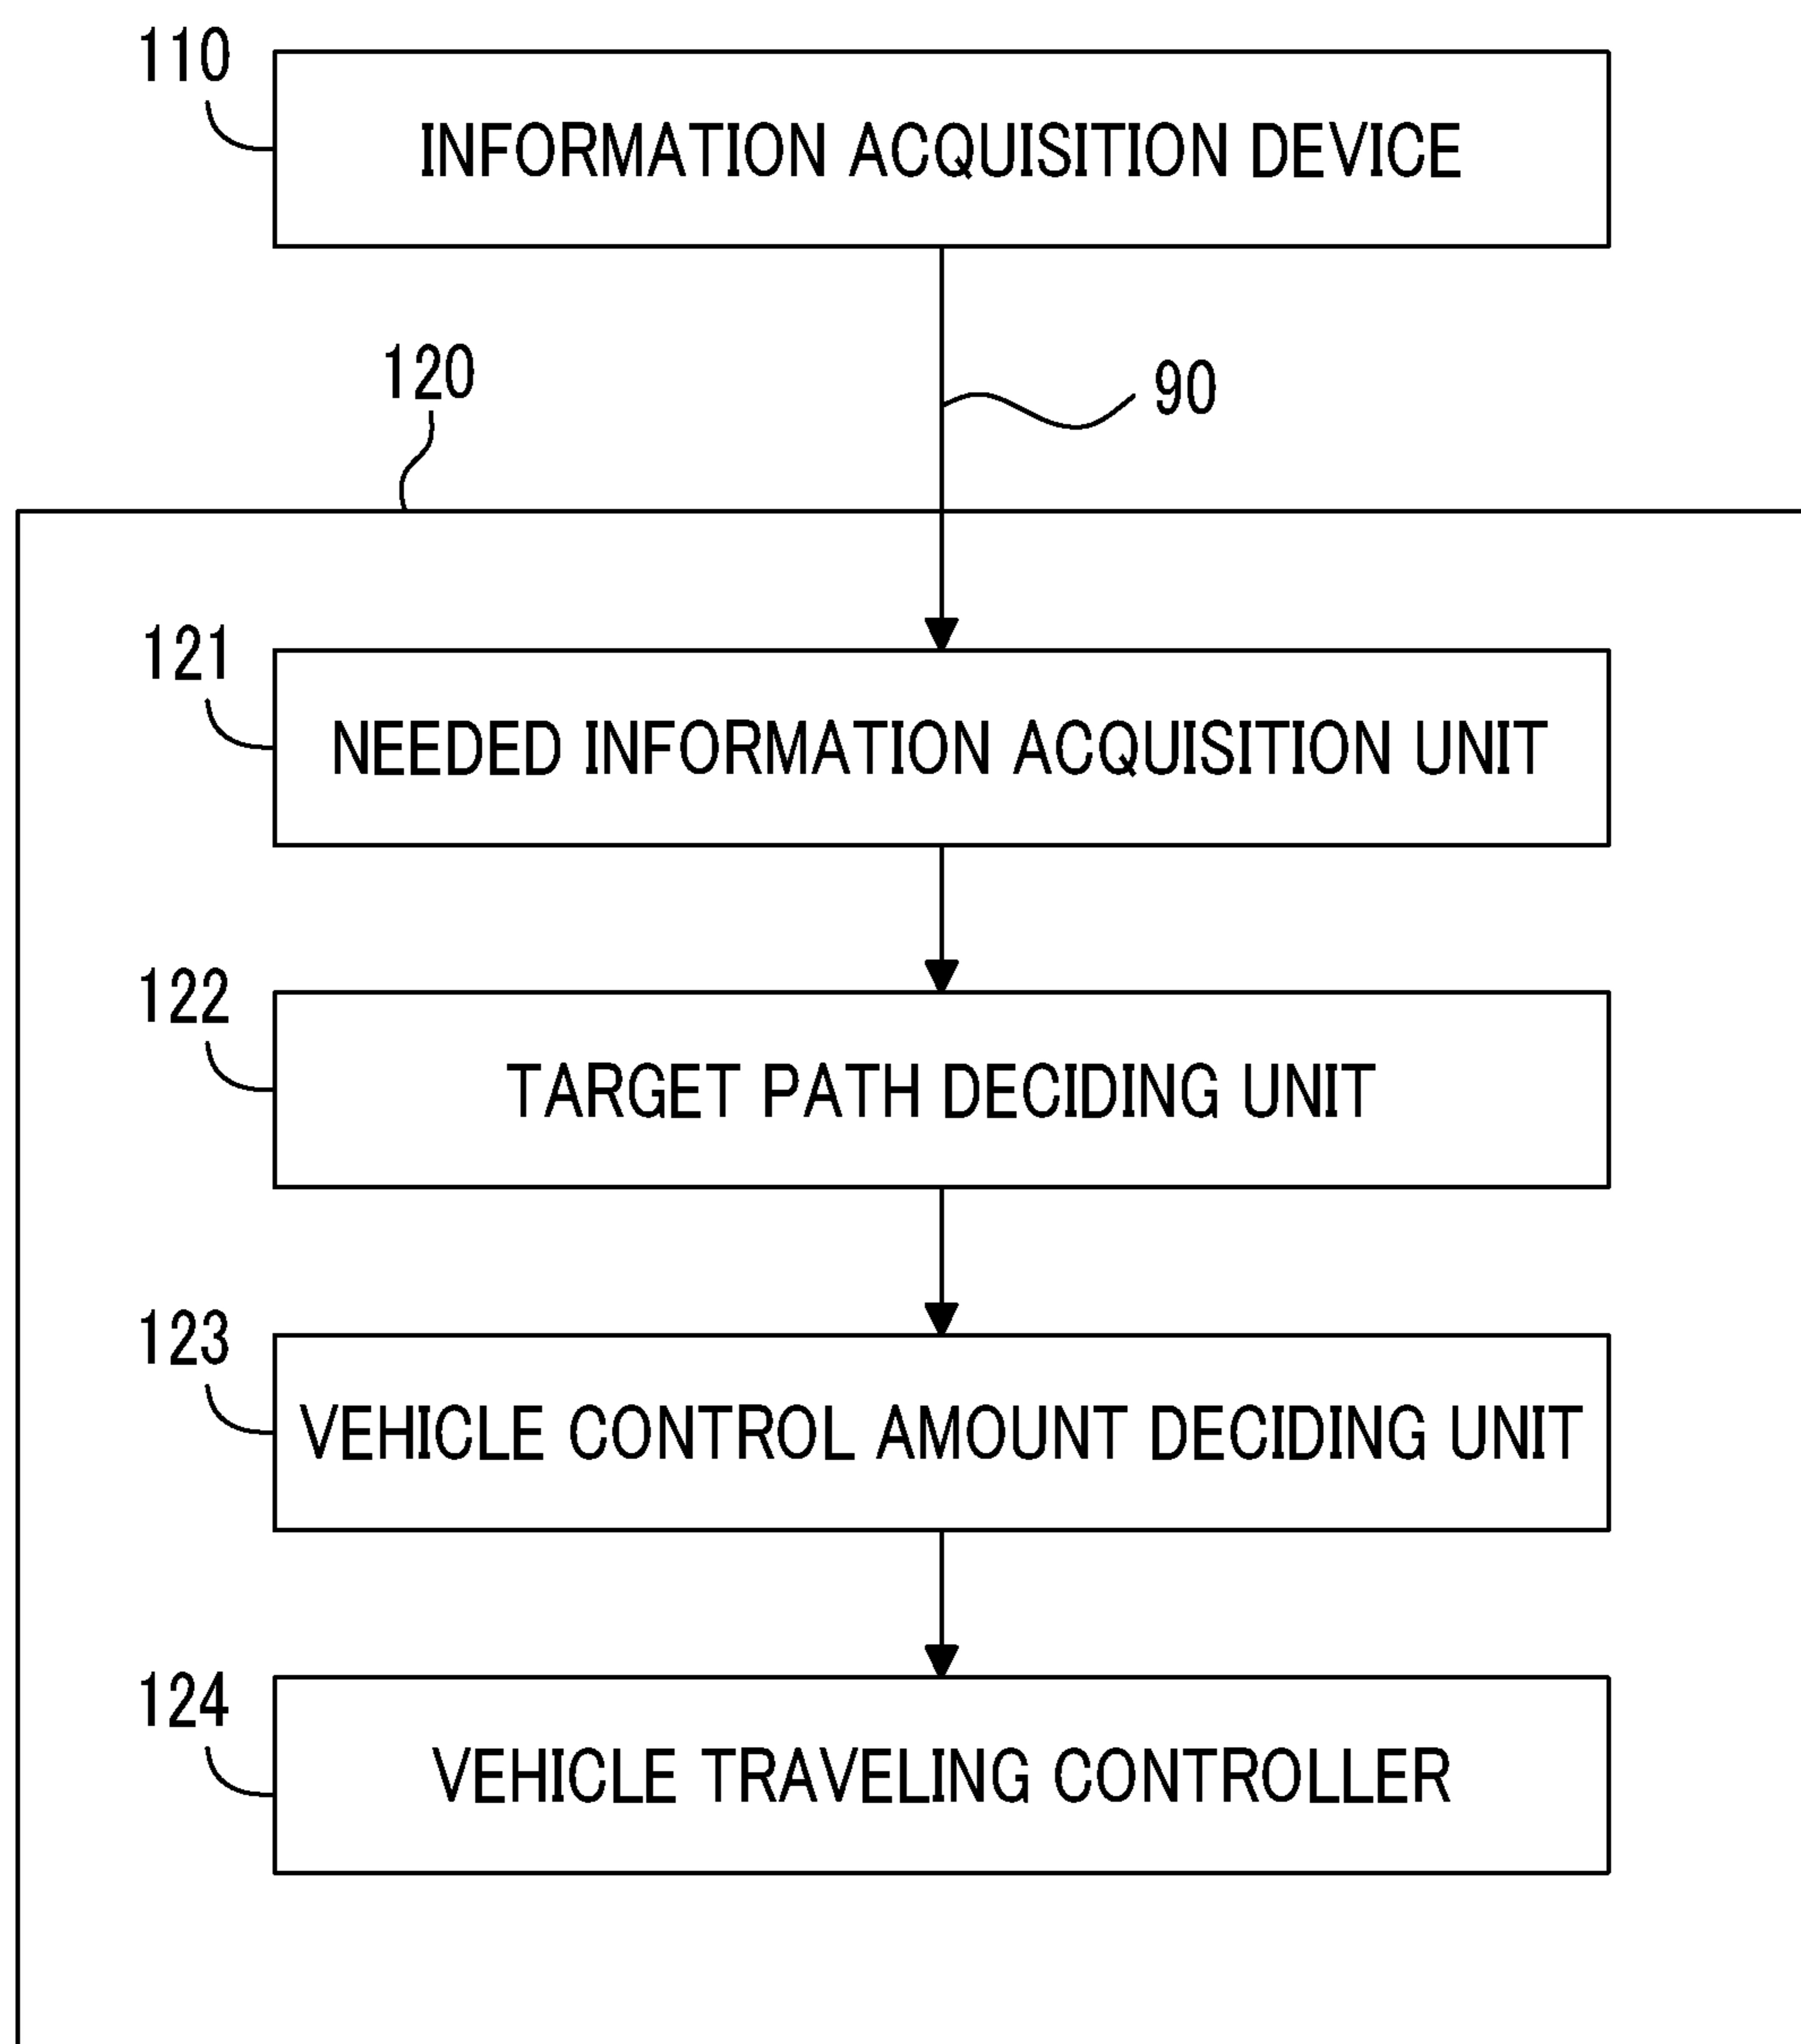 110
INFORMATION ACQUISITION DEVICE
120
90
121
NEEDED INFORMATION ACQUISITION UNIT
122
TARGET PATH DECIDING UNIT
123
VEHICLE CONTROL AMOUNT DECIDING UNIT
124
VEHICLE TRAVELING CONTROLLER